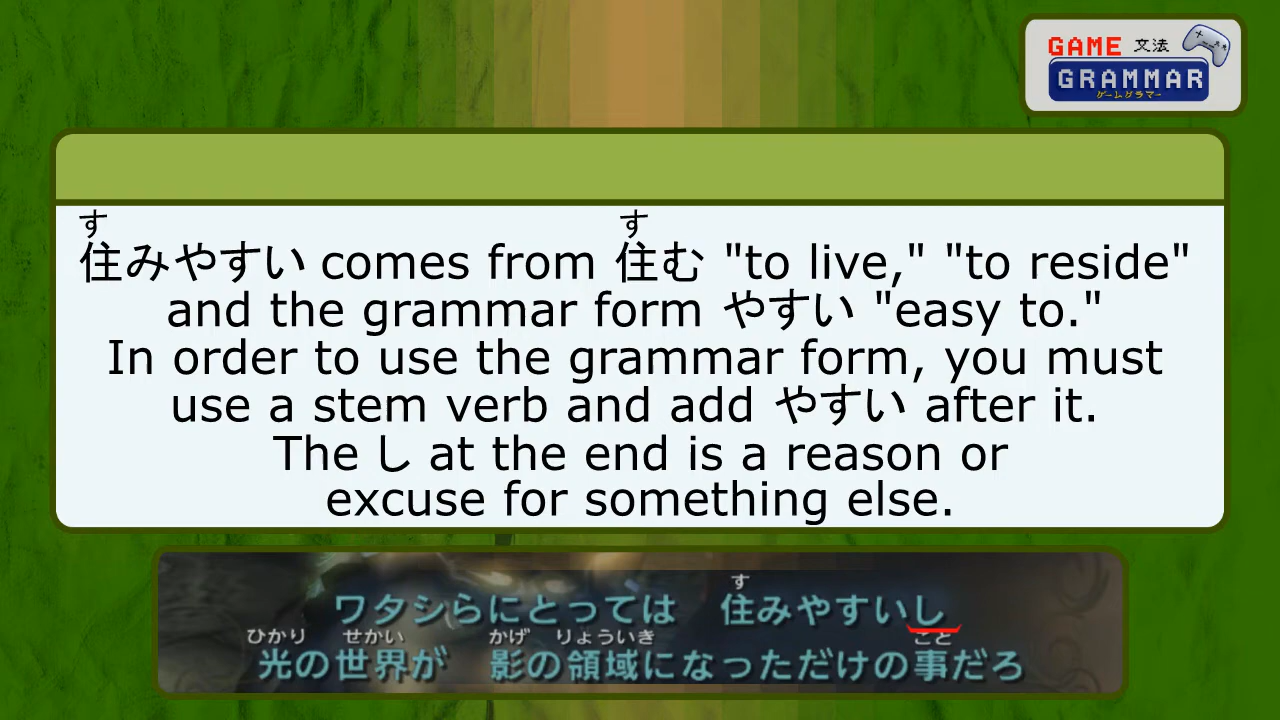 GAME 文法
GRAMMAR
ゲームグラマー
す す
住みやすい comes from 住む "to live," "to reside"
and the grammar form やすい "easy to."
In order to use the grammar form, you must
use a stem verb and add やすい after it.
The し at the end is a reason or
excuse for something else.
す
ワタシらにとっては 住みやすいし
ひかり せかい かげ りょういき こと
光の世界が 影の領域になっただけの事だろ